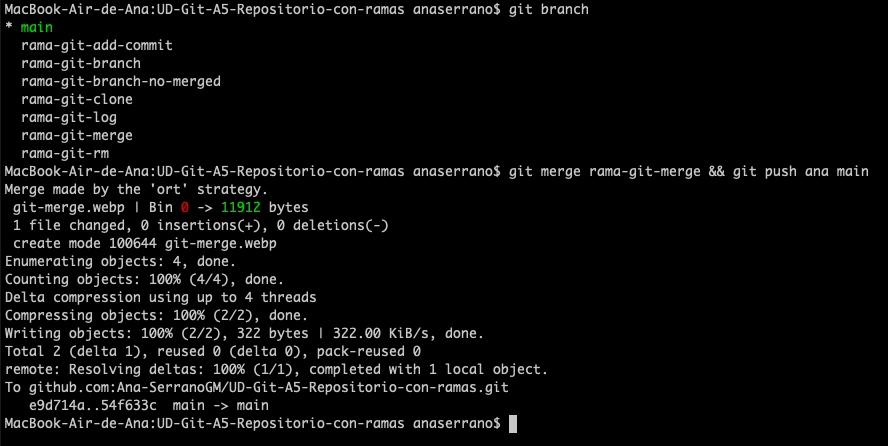 MacBook-Air-de-Ana:UD-Git-A5-Repositorio-con-ramas anaserrano$ git branch
* main
  rama-git-add-commit
  rama-git-branch
  rama-git-branch-no-merged
  rama-git-clone
  rama-git-log
  rama-git-merge
  rama-git-rm
MacBook-Air-de-Ana:UD-Git-A5-Repositorio-con-ramas anaserrano$ git merge rama-git-merge && git push ana main
Merge made by the 'ort' strategy.
 git-merge.webp | Bin 0 -> 11912 bytes
 1 file changed, 0 insertions(+), 0 deletions(-)
 create mode 100644 git-merge.webp
Enumerating objects: 4, done.
Counting objects: 100% (4/4), done.
Delta compression using up to 4 threads
Compressing objects: 100% (2/2), done.
Writing objects: 100% (2/2), 322 bytes | 322.00 KiB/s, done.
Total 2 (delta 1), reused 0 (delta 0), pack-reused 0
remote: Resolving deltas: 100% (1/1), completed with 1 local object.
To github.com:Ana-SerranoGM/UD-Git-A5-Repositorio-con-ramas.git
   e9d714a..54f633c  main -> main
MacBook-Air-de-Ana:UD-Git-A5-Repositorio-con-ramas anaserrano$